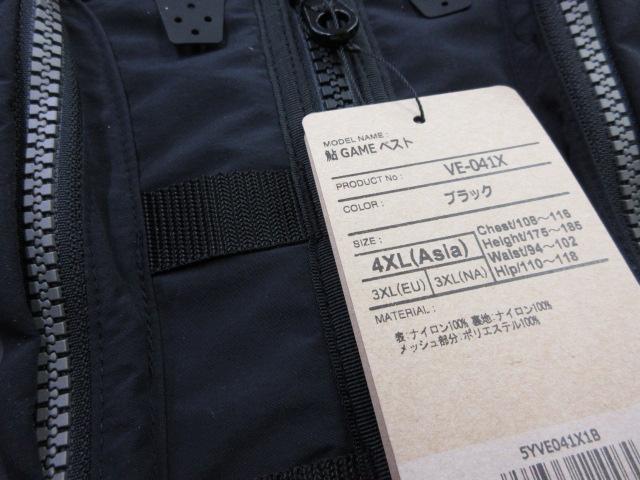 MODEL NAME:
鮎 GAME ベスト
PRODUCT No: VE-041X
COLOR: ブラック
SIZE:
4XL(Asia)
3XL(EU) 3XL(NA)
Chest/108～116
Height/175～185
Waist/94～102
Hip/110～118
MATERIAL:
表:ナイロン100% 裏地:ナイロン100%
メッシュ部分:ポリエステル100%
5YVE041X1B